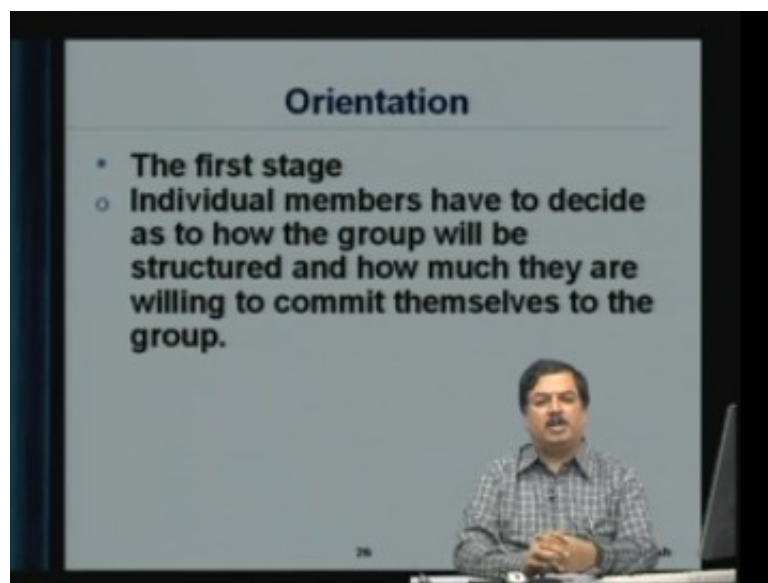 Orientation
• The first stage
o Individual members have to decide
as to how the group will be
structured and how much they are
willing to commit themselves to the
group.
26